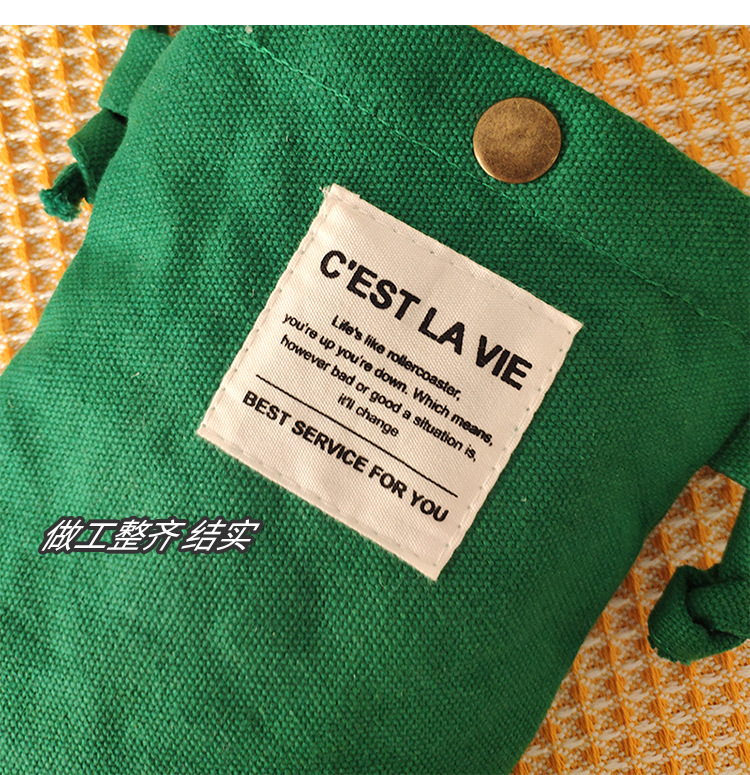 C'EST LA VIE
Life's like rollercoaster,
you're up you're down. Which means,
however bad or good a situation is,
it'll change
BEST SERVICE FOR YOU
做工整齐 结实